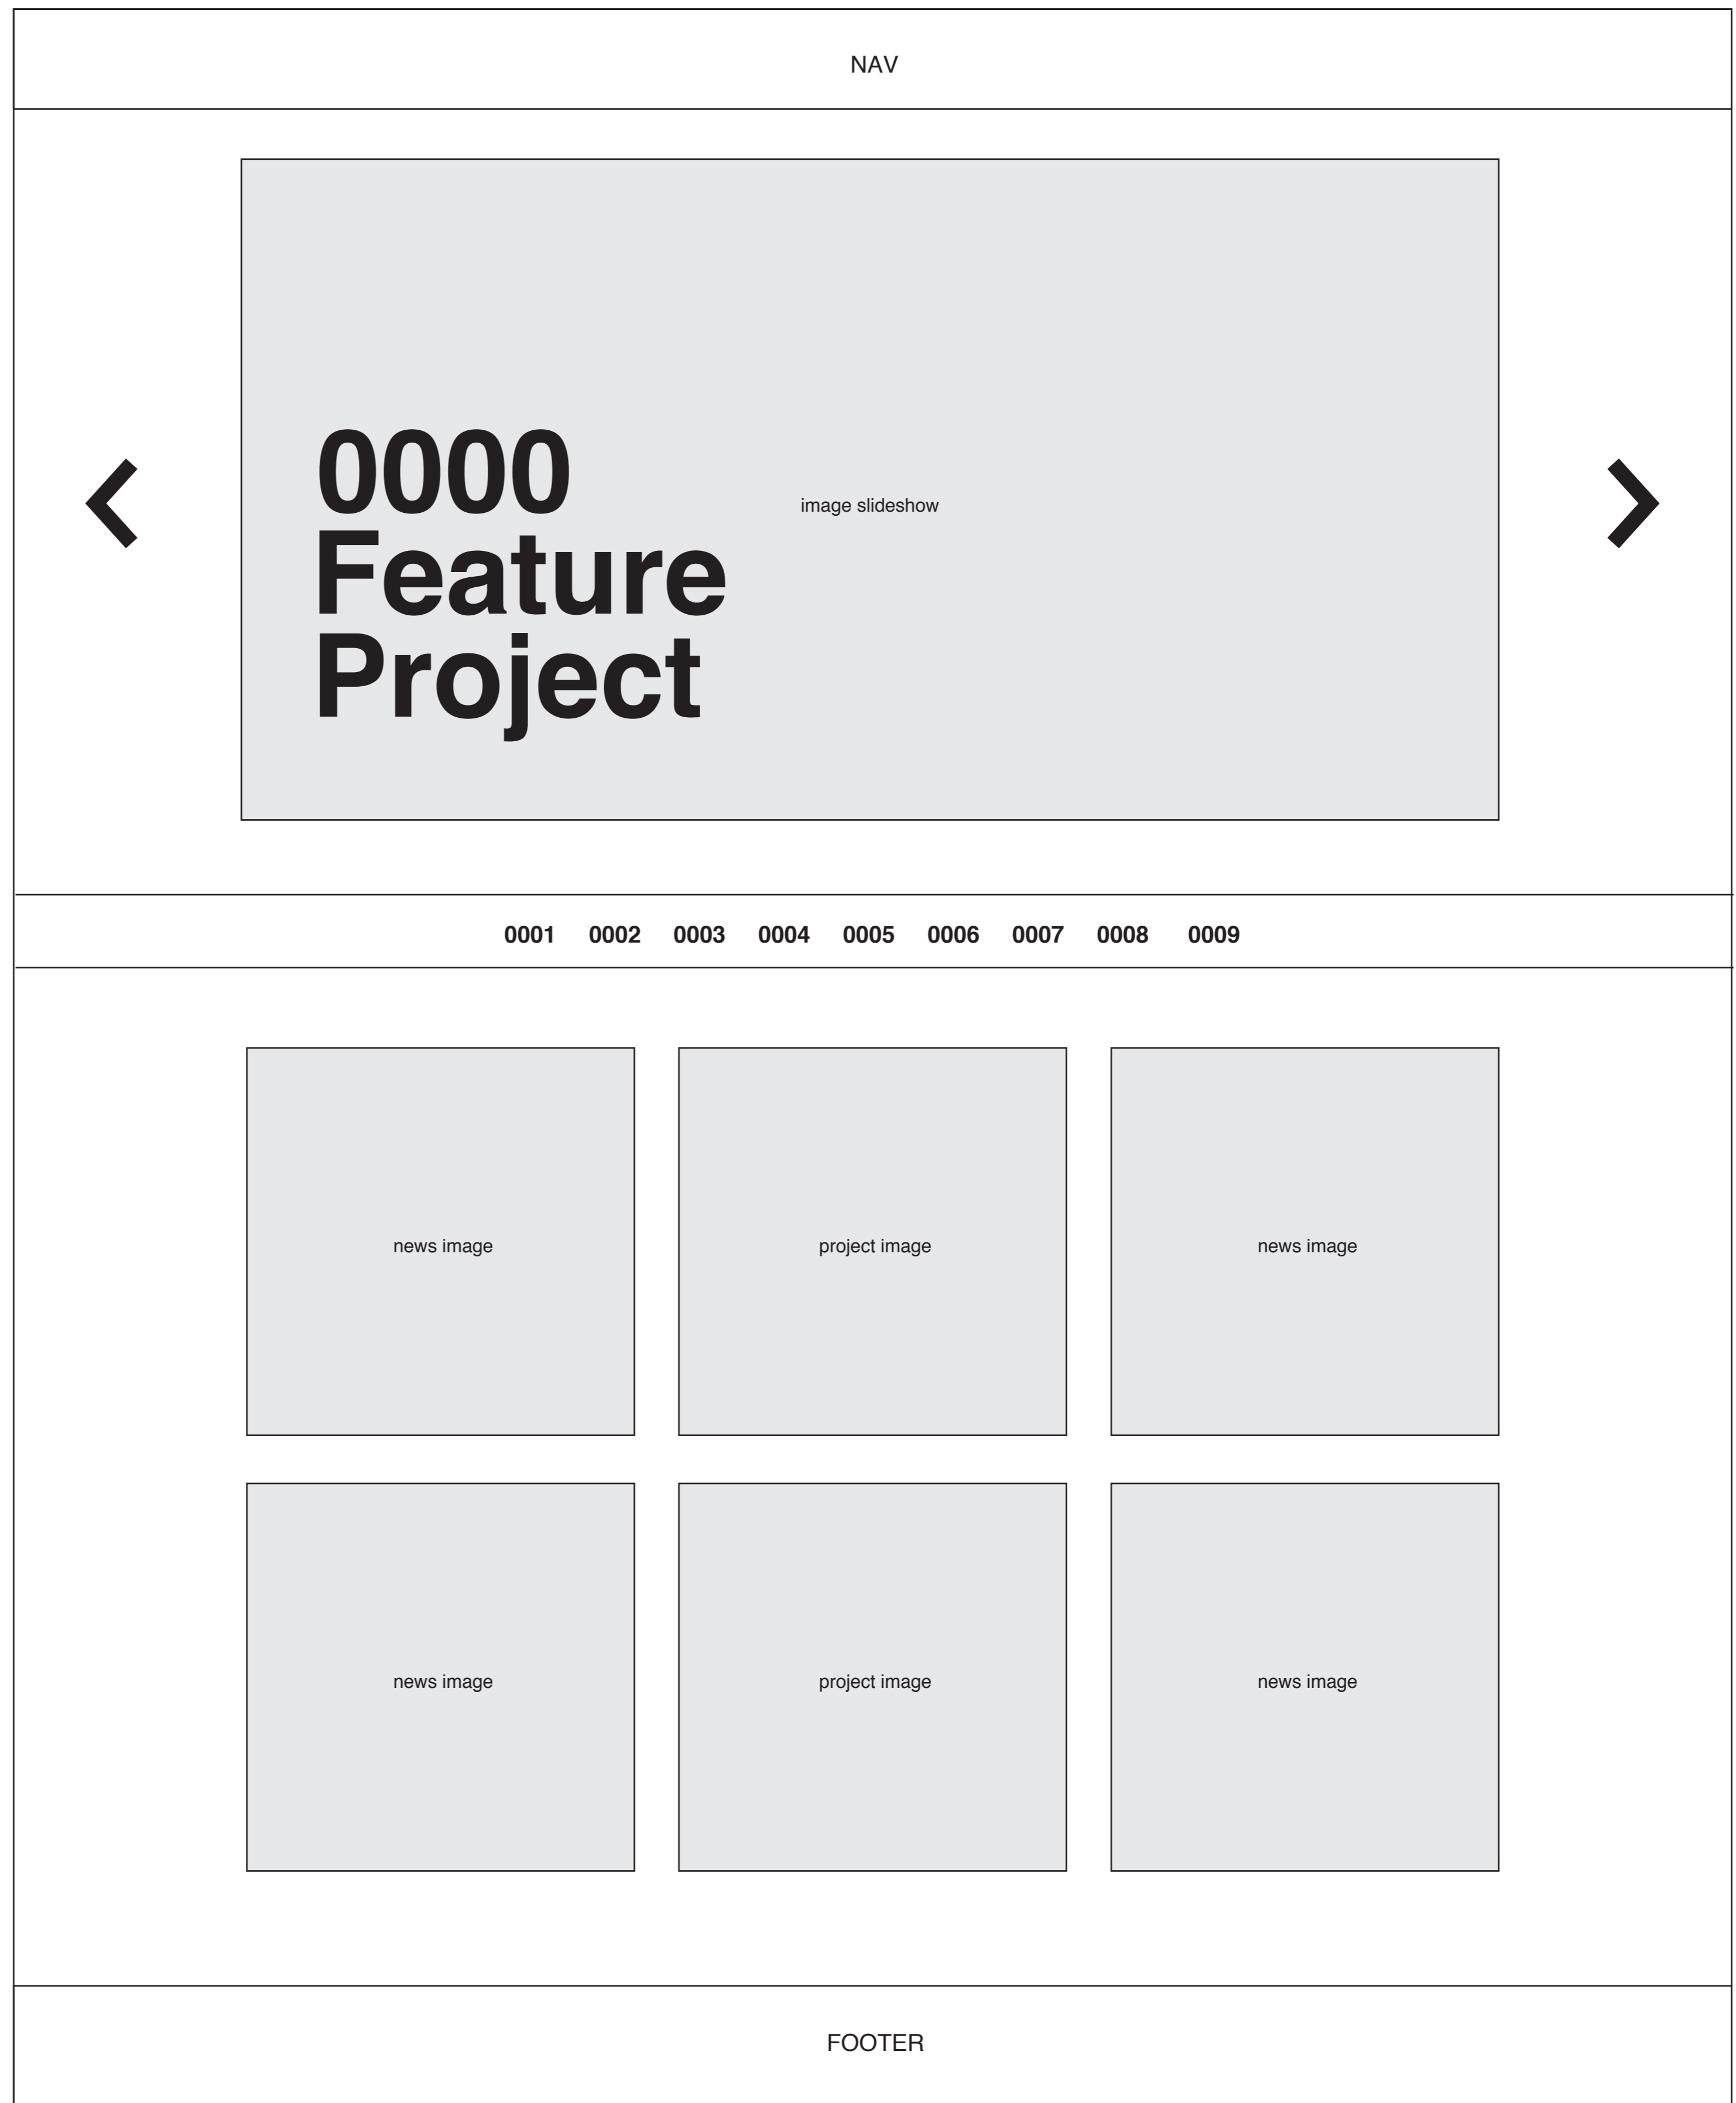 NAV
0000
Feature
Project
image slideshow
0001 0002 0003 0004 0005 0006 0007 0008 0009
news image project image news image
news image project image news image
FOOTER